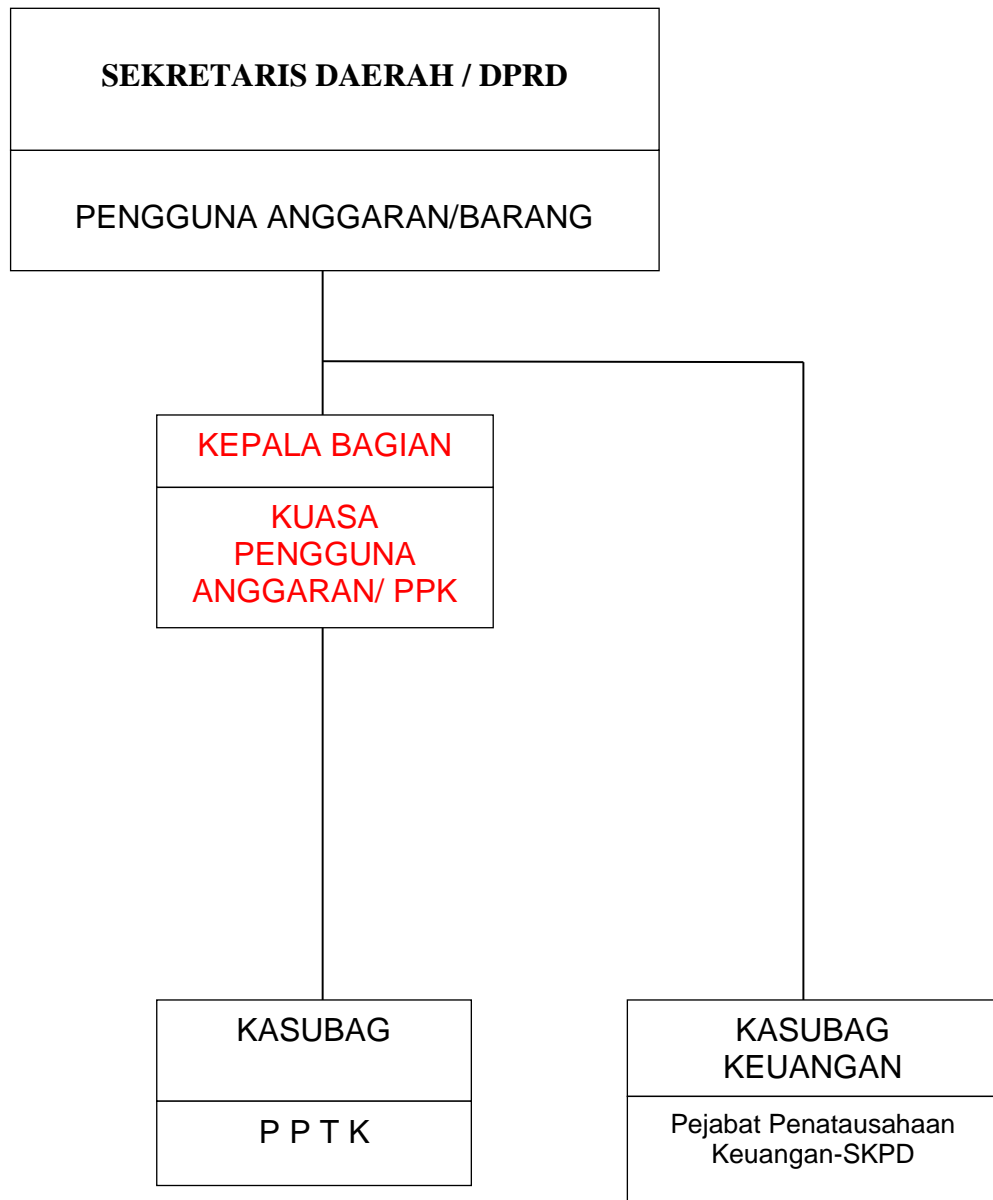 SEKRETARIS DAERAH / DPRD
PENGGUNA ANGGARAN/BARANG
KEPALA BAGIAN
KUASA
PENGGUNA
ANGGARAN/ PPK
KASUBAG
P P T K
KASUBAG
KEUANGAN
Pejabat Penatausahaan
Keuangan-SKPD